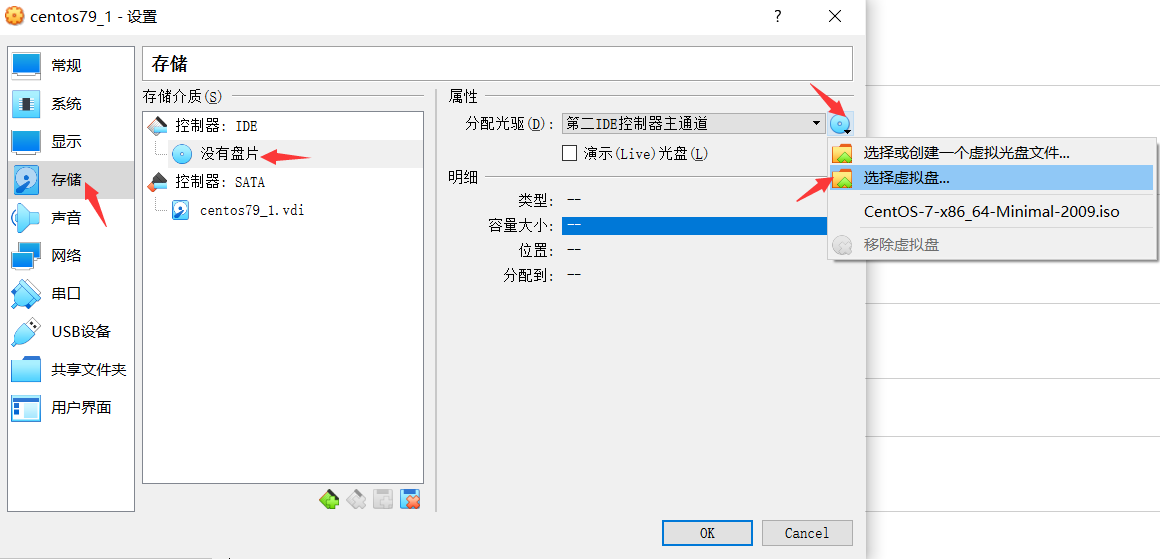 centos79_1 - 设置
?
常规
系统
显示
存储
声音
网络
串口
USB设备
共享文件夹
用户界面
存储
存储介质(S)
控制器: IDE
没有盘片
控制器: SATA
centos79_1.vdi
属性
分配光驱(D): 第二IDE控制器主通道
演示(Live)光盘(L)
明细
类型: --
容量大小: --
位置: --
分配到: --
选择或创建一个虚拟光盘文件...
选择虚拟盘...
CentOS-7-x86_64-Minimal-2009.iso
移除虚拟盘
OK
Cancel